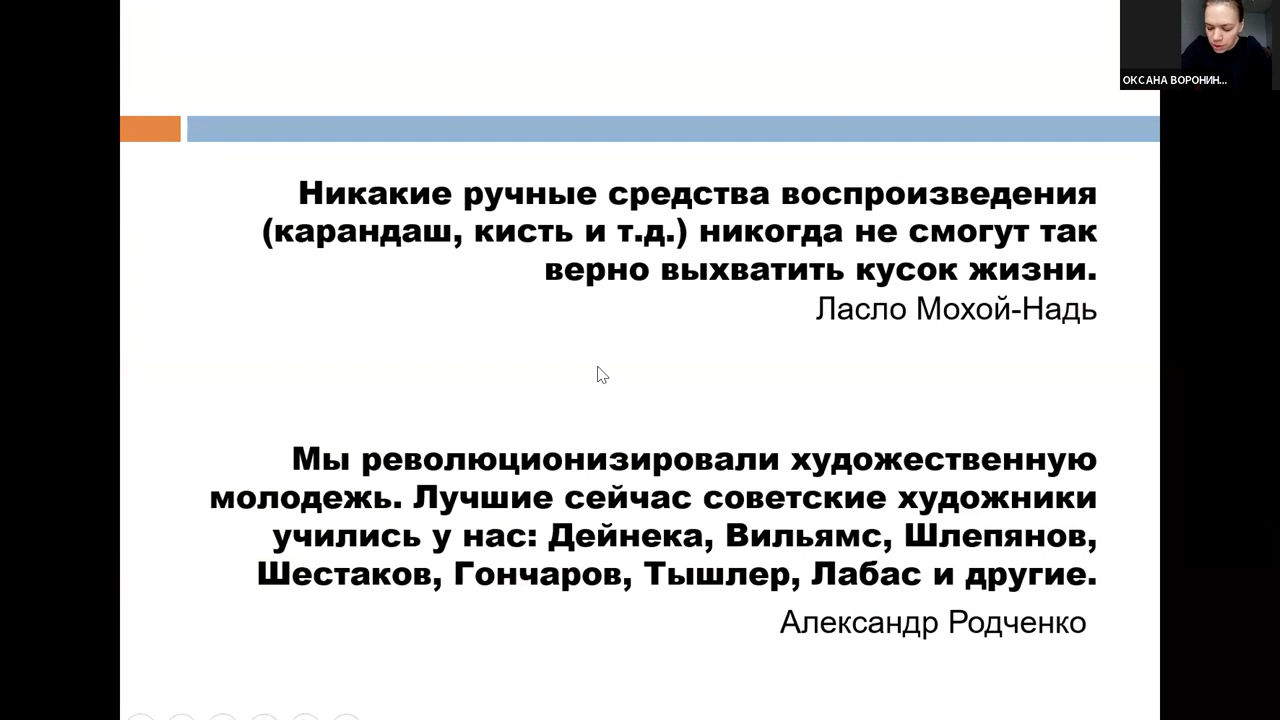 ОКСАНА ВОРОНИН...
Никакие ручные средства воспроизведения
(карандаш, кисть и т.д.) никогда не смогут так
верно выхватить кусок жизни.
Ласло Мохой-Надь
Мы революционизировали художественную
молодежь. Лучшие сейчас советские художники
учились у нас: Дейнека, Вильямс, Шлепянов,
Шестаков, Гончаров, Тышлер, Лабас и другие.
Александр Родченко